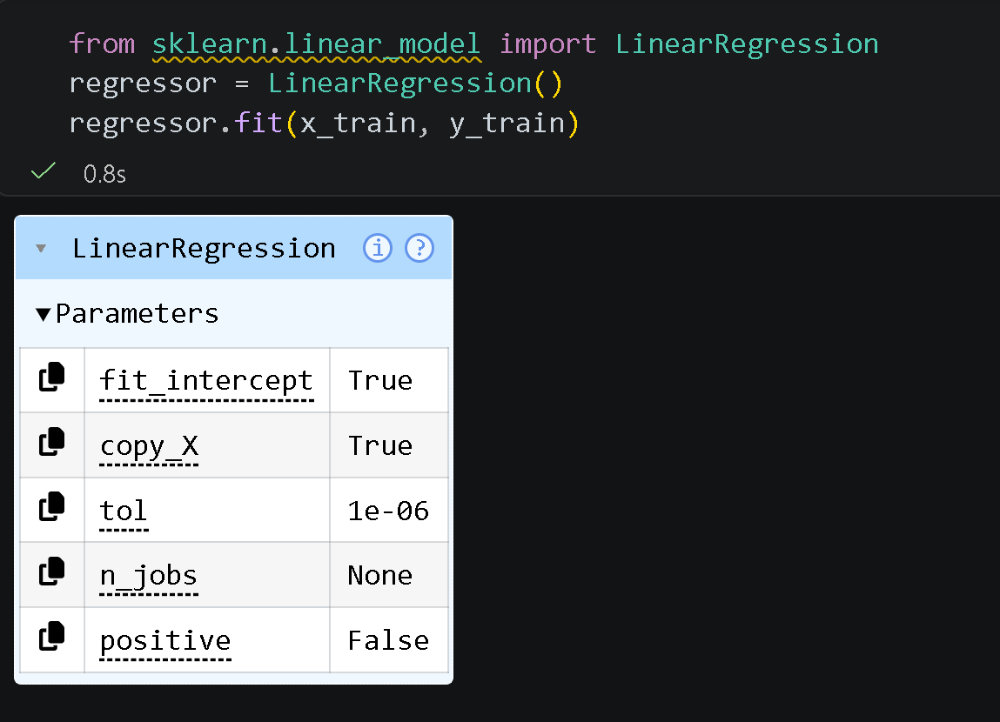 from sklearn.linear_model import LinearRegression
regressor = LinearRegression()
regressor.fit(x_train, y_train)
0.8s
LinearRegression i ?
Parameters
fit_intercept True
copy_X True
tol 1e-06
n_jobs None
positive False